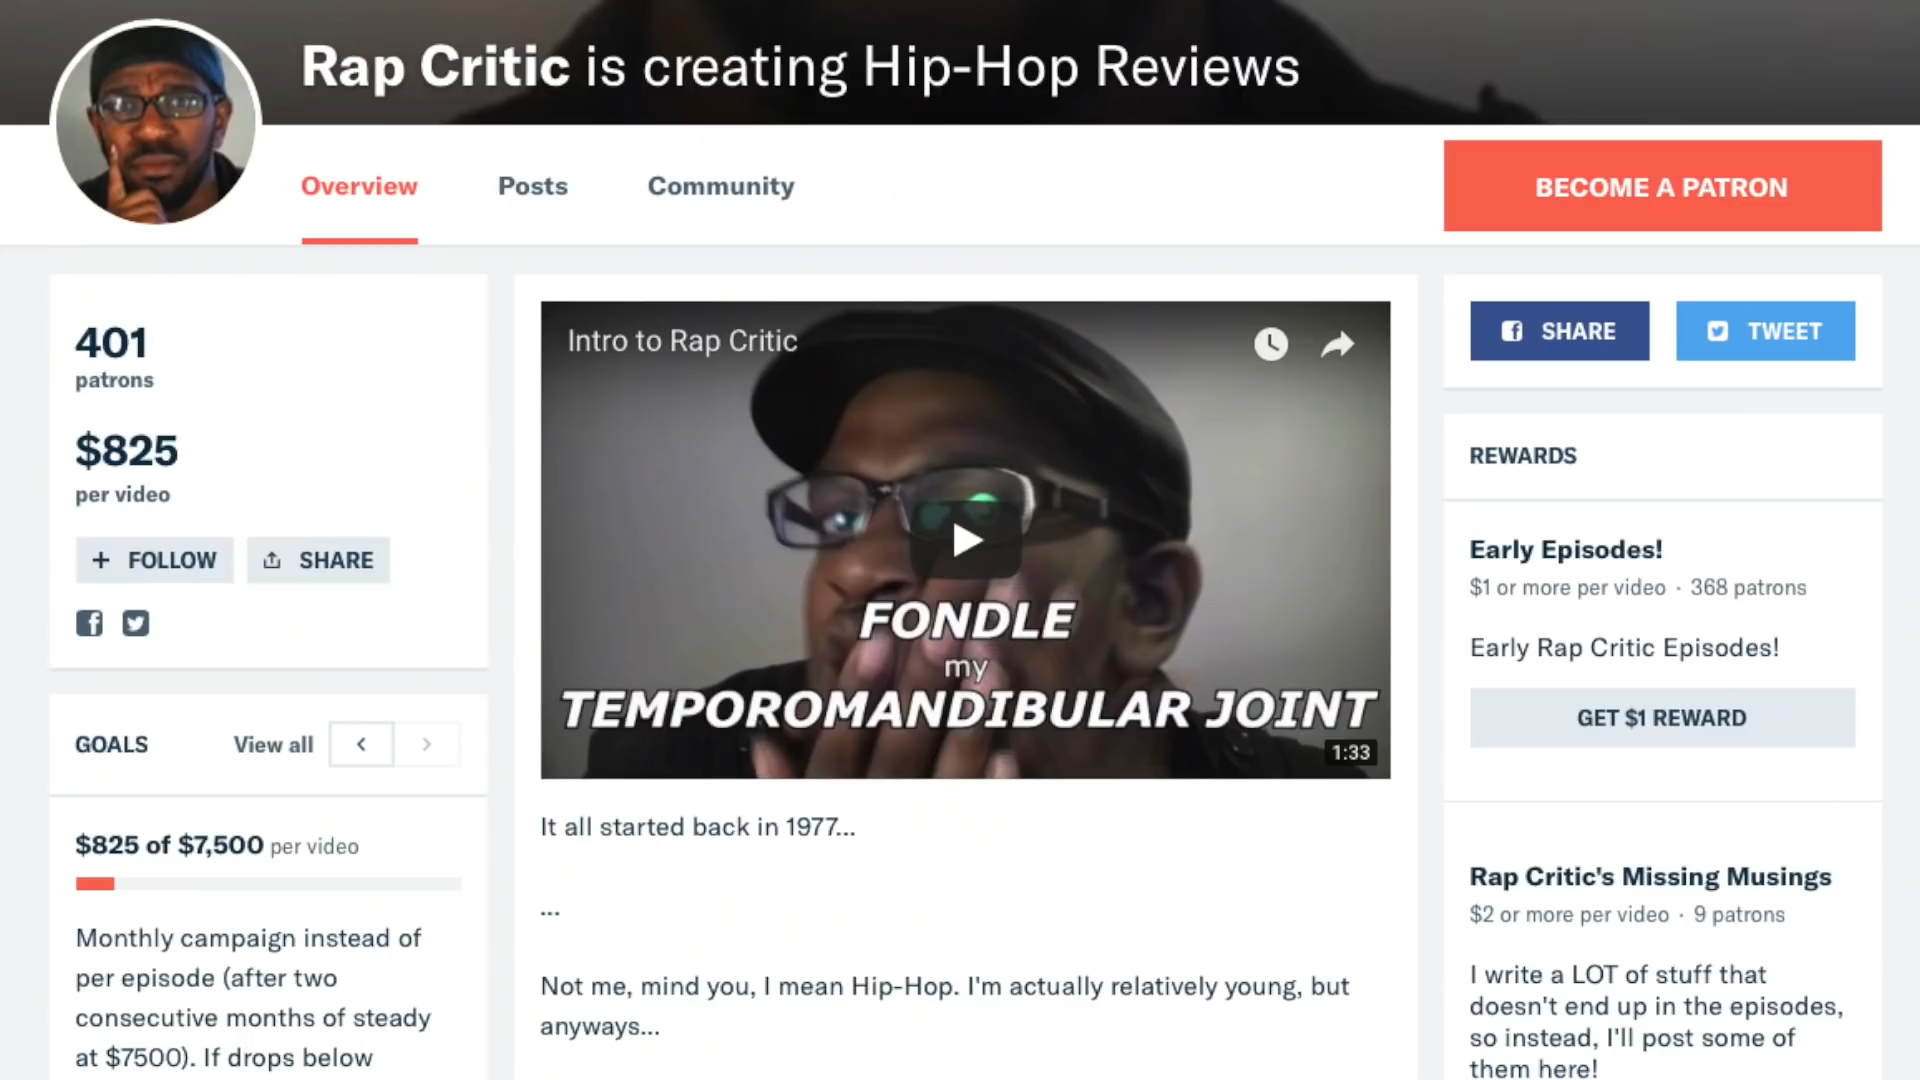 Rap Critic is creating Hip-Hop Reviews
Overview
Posts
Community
BECOME A PATRON
401
patrons
$825
per video
+ FOLLOW
SHARE
GOALS
View all
$825 of $7,500 per video
Monthly campaign instead of
per episode (after two
consecutive months of steady
at $7500). If drops below
Intro to Rap Critic
FONDLE
my
TEMPOROMANDIBULAR JOINT
1:33
It all started back in 1977...
...
Not me, mind you, I mean Hip-Hop. I'm actually relatively young, but
anyways...
SHARE
TWEET
REWARDS
Early Episodes!
$1 or more per video · 368 patrons
Early Rap Critic Episodes!
GET $1 REWARD
Rap Critic's Missing Musings
$2 or more per video · 9 patrons
I write a LOT of stuff that
doesn't end up in the episodes,
so instead, I'll post some of
them here!